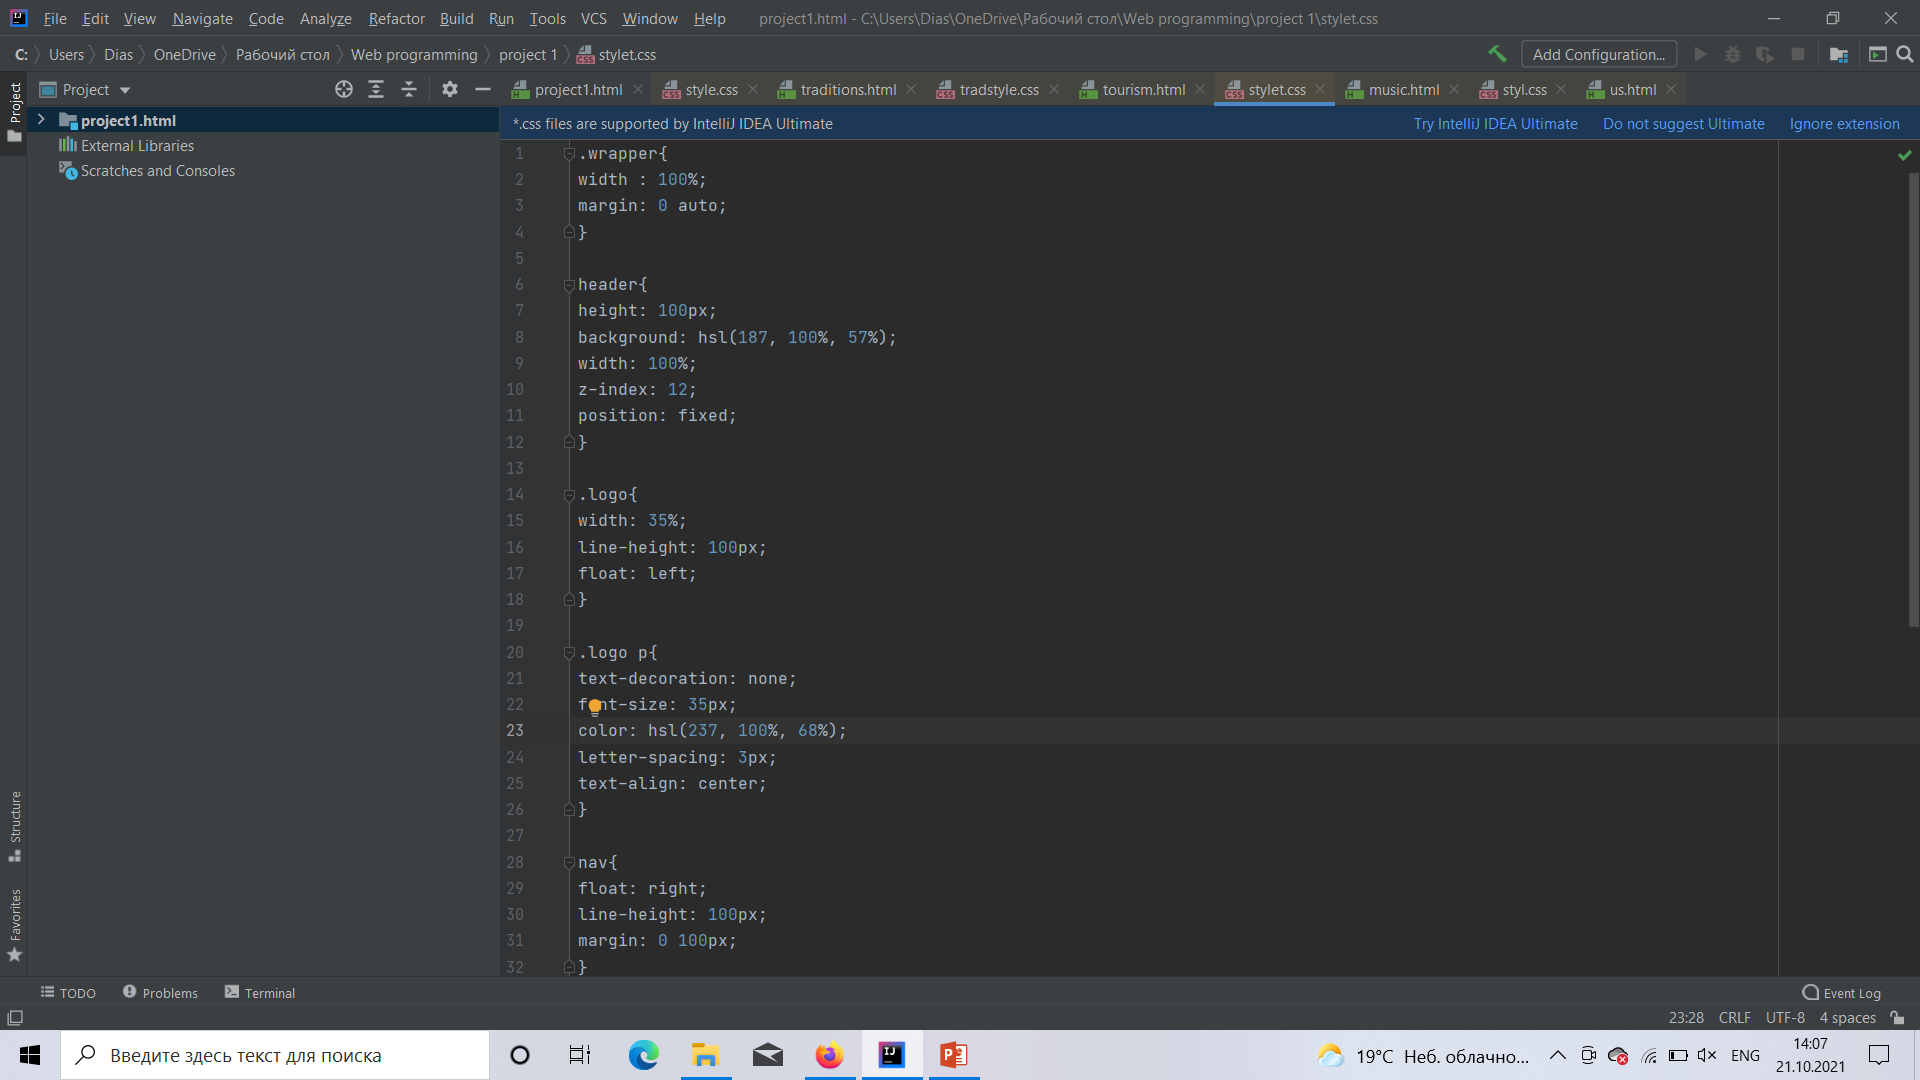 File Edit View Navigate Code Analyze Refactor Build Run Tools VCS Window Help project1.html - C:\Users\Dias\OneDrive\Рабочий стол\Web programming\project 1\stylet.css
C: Users Dias OneDrive Рабочий стол Web programming project 1 stylet.css Add Configuration...
Project project1.html style.css traditions.html tradstyle.css tourism.html stylet.css music.html styl.css us.html
Project
project1.html
External Libraries
Scratches and Consoles
*.css files are supported by IntelliJ IDEA Ultimate Try IntelliJ IDEA Ultimate Do not suggest Ultimate Ignore extension
1 .wrapper{
2 width : 100%;
3 margin: 0 auto;
4 }
5
6 header{
7 height: 100px;
8 background: hsl(187, 100%, 57%);
9 width: 100%;
10 z-index: 12;
11 position: fixed;
12 }
13
14 .logo{
15 width: 35%;
16 line-height: 100px;
17 float: left;
18 }
19
20 .logo p{
21 text-decoration: none;
22 font-size: 35px;
23 color: hsl(237, 100%, 68%);
24 letter-spacing: 3px;
25 text-align: center;
26 }
27
28 nav{
29 float: right;
30 line-height: 100px;
31 margin: 0 100px;
32 }
Structure
Favorites
TODO Problems Terminal Event Log
23:28 CRLF UTF-8 4 spaces
Введите здесь текст для поиска 19°C Неб. облачно... ENG 14:07
21.10.2021